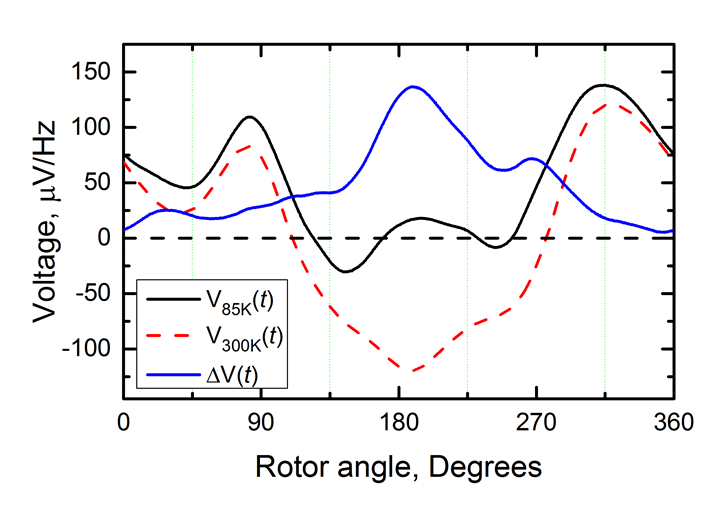 150
100
50
0
-50
-100
Voltage, μV/Hz
V85K(t)
V300K(t)
ΔV(t)
0 90 180 270 360
Rotor angle, Degrees